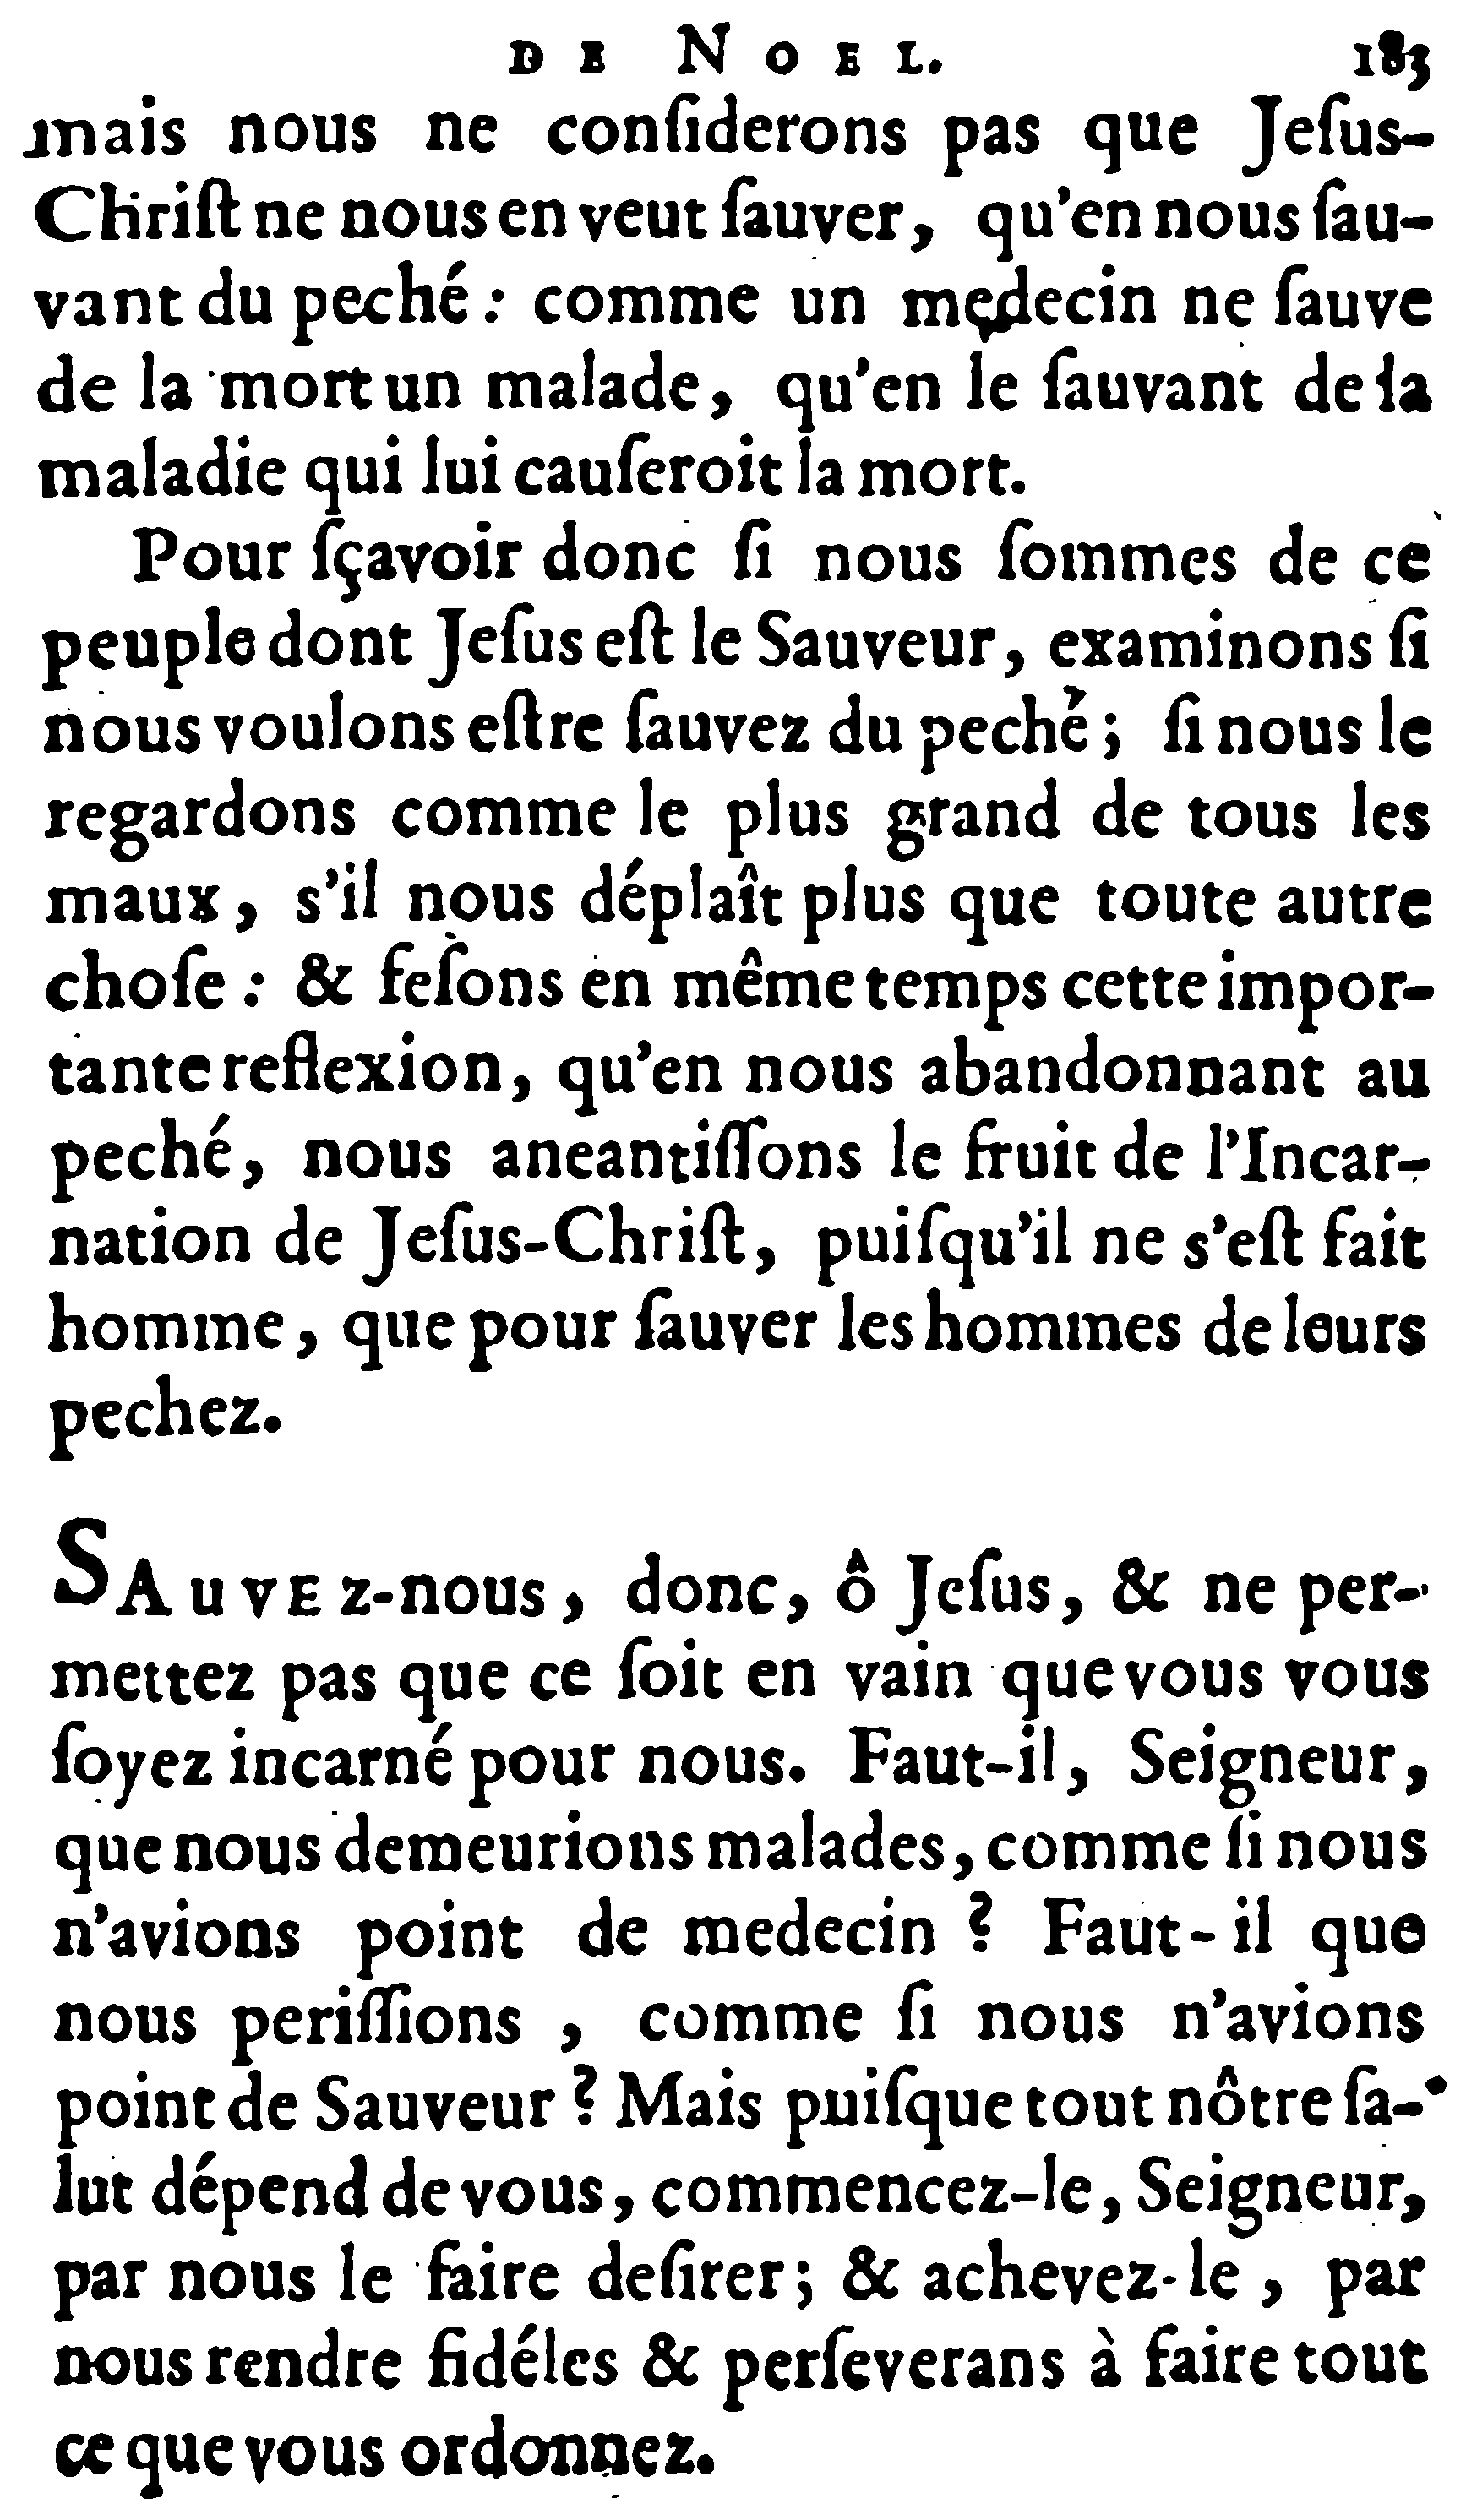 DE NOEL. 183
mais nous ne conſiderons pas que Jeſus-
Chriſt ne nous en veut ſauver, qu'en nous ſau-
vant du peché : comme un medecin ne ſauve
de la mort un malade, qu'en le ſauvant de la
maladie qui lui cauſeroit la mort.
Pour ſçavoir donc ſi nous ſommes de ce
peuple dont Jeſus eſt le Sauveur, examinons ſi
nous voulons eſtre ſauvez du peché ; ſi nous le
regardons comme le plus grand de tous les
maux, s'il nous déplaît plus que toute autre
choſe : & feſons en même temps cette impor-
tante reflexion, qu'en nous abandonnant au
peché, nous aneantiſſons le fruit de l'Incar-
nation de Jeſus-Chriſt, puiſqu'il ne s'eſt fait
homme, que pour ſauver les hommes de leurs
pechez.
SAUVEZ-nous, donc, ô Jeſus, & ne per-
mettez pas que ce ſoit en vain que vous vous
ſoyez incarné pour nous. Faut-il, Seigneur,
que nous demeurions malades, comme ſi nous
n'avions point de medecin ? Faut-il que
nous periſſions , comme ſi nous n'avions
point de Sauveur ? Mais puiſque tout nôtre ſa-
lut dépend de vous, commencez-le, Seigneur,
par nous le faire deſirer ; & achevez-le , par
nous rendre fidéles & perſeverans à faire tout
ce que vous ordonnez.